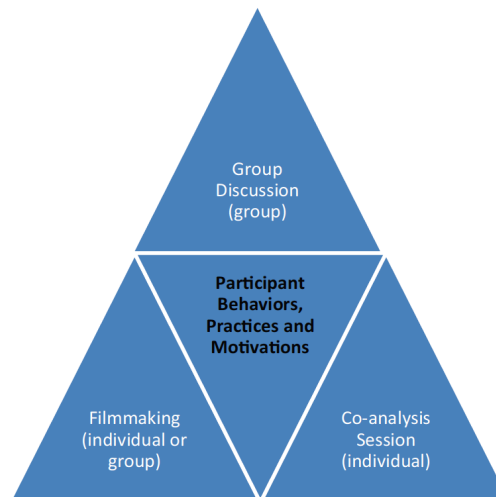 Group
Discussion
(group)
Participant
Behaviors,
Practices and
Motivations
Filmmaking
(individual or
group)
Co-analysis
Session
(individual)